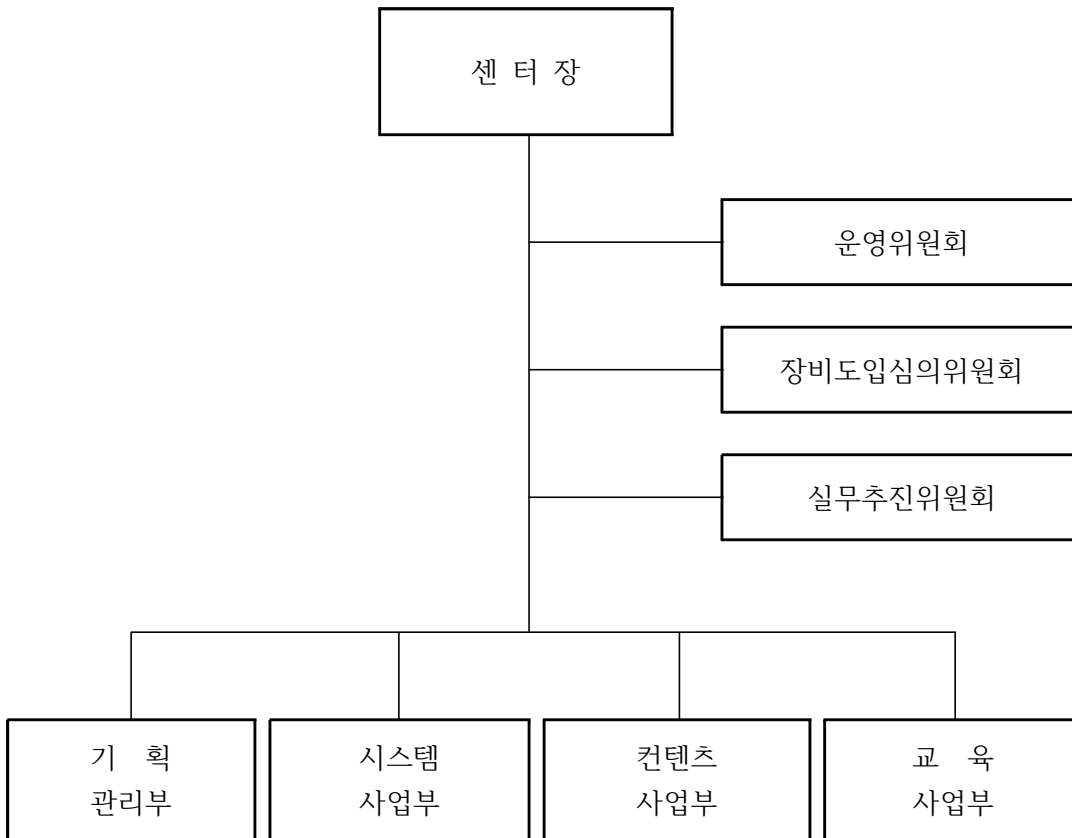 센 터 장
운영위원회
장비도입심의위원회
실무추진위원회
기 획
관리부
시스템
사업부
컨텐츠
사업부
교 육
사업부